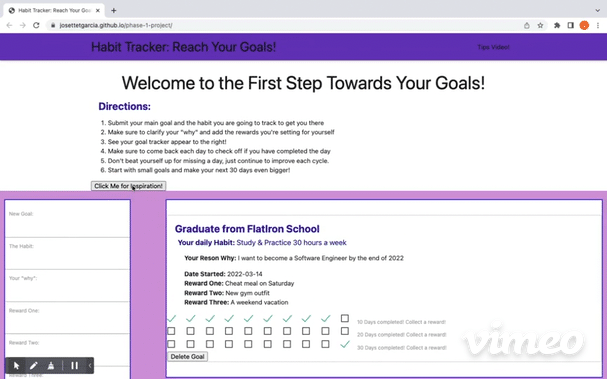 Habit Tracker: Reach Your Goa
josettetgarcia.github.io/phase-1-project/
Habit Tracker: Reach Your Goals!
Tips Video!
Welcome to the First Step Towards Your Goals!
Directions:
1. Submit your main goal and the habit you are going to track to get you there
2. Make sure to clarify your "why" and add the rewards you're setting for yourself
3. See your goal tracker appear to the right!
4. Make sure to come back each day to check off if you have completed the day
5. Don't beat yourself up for missing a day, just continue to improve each cycle.
6. Start with small goals and make your next 30 days even bigger!
Click Me for Inspiration!
New Goal:
The Habit:
Your "why":
Reward One:
Reward Two:
Reward Three:
Graduate from FlatIron School
Your daily Habit: Study & Practice 30 hours a week
Your Reson Why: I want to become a Software Engineer by the end of 2022
Date Started: 2022-03-14
Reward One: Cheat meal on Saturday
Reward Two: New gym outfit
Reward Three: A weekend vacation
10 Days completed! Collect a reward!
20 Days completed! Collect a reward!
30 Days completed! Collect a reward!
Delete Goal
vimeo